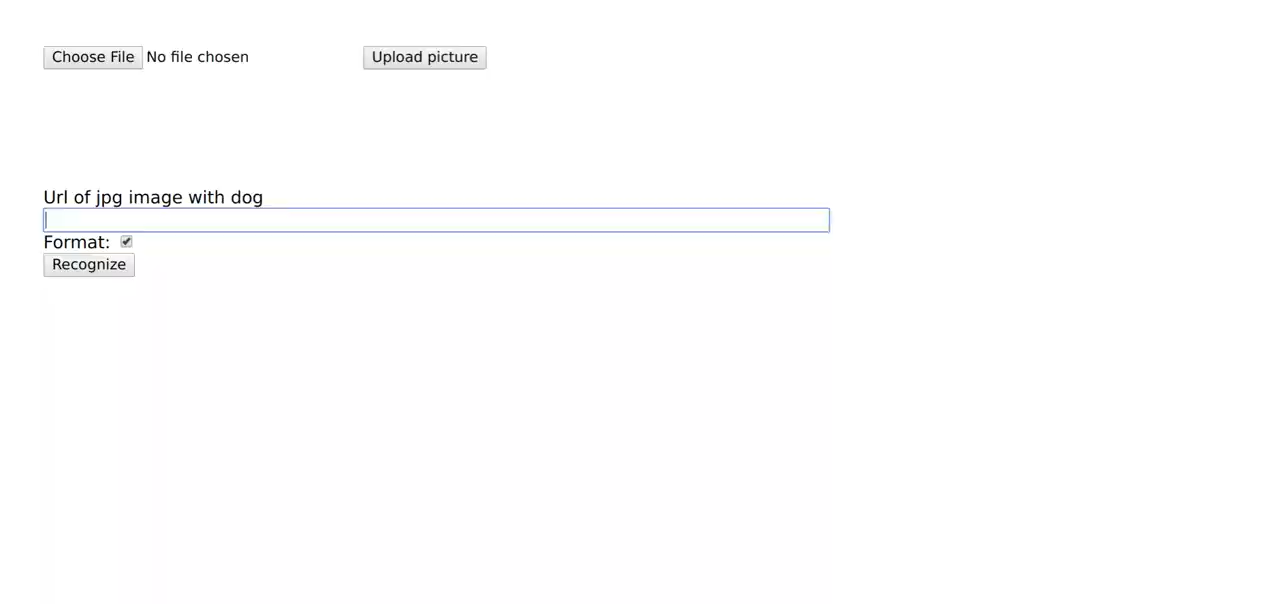 Choose File No file chosen Upload picture
Url of jpg image with dog
Format:
Recognize